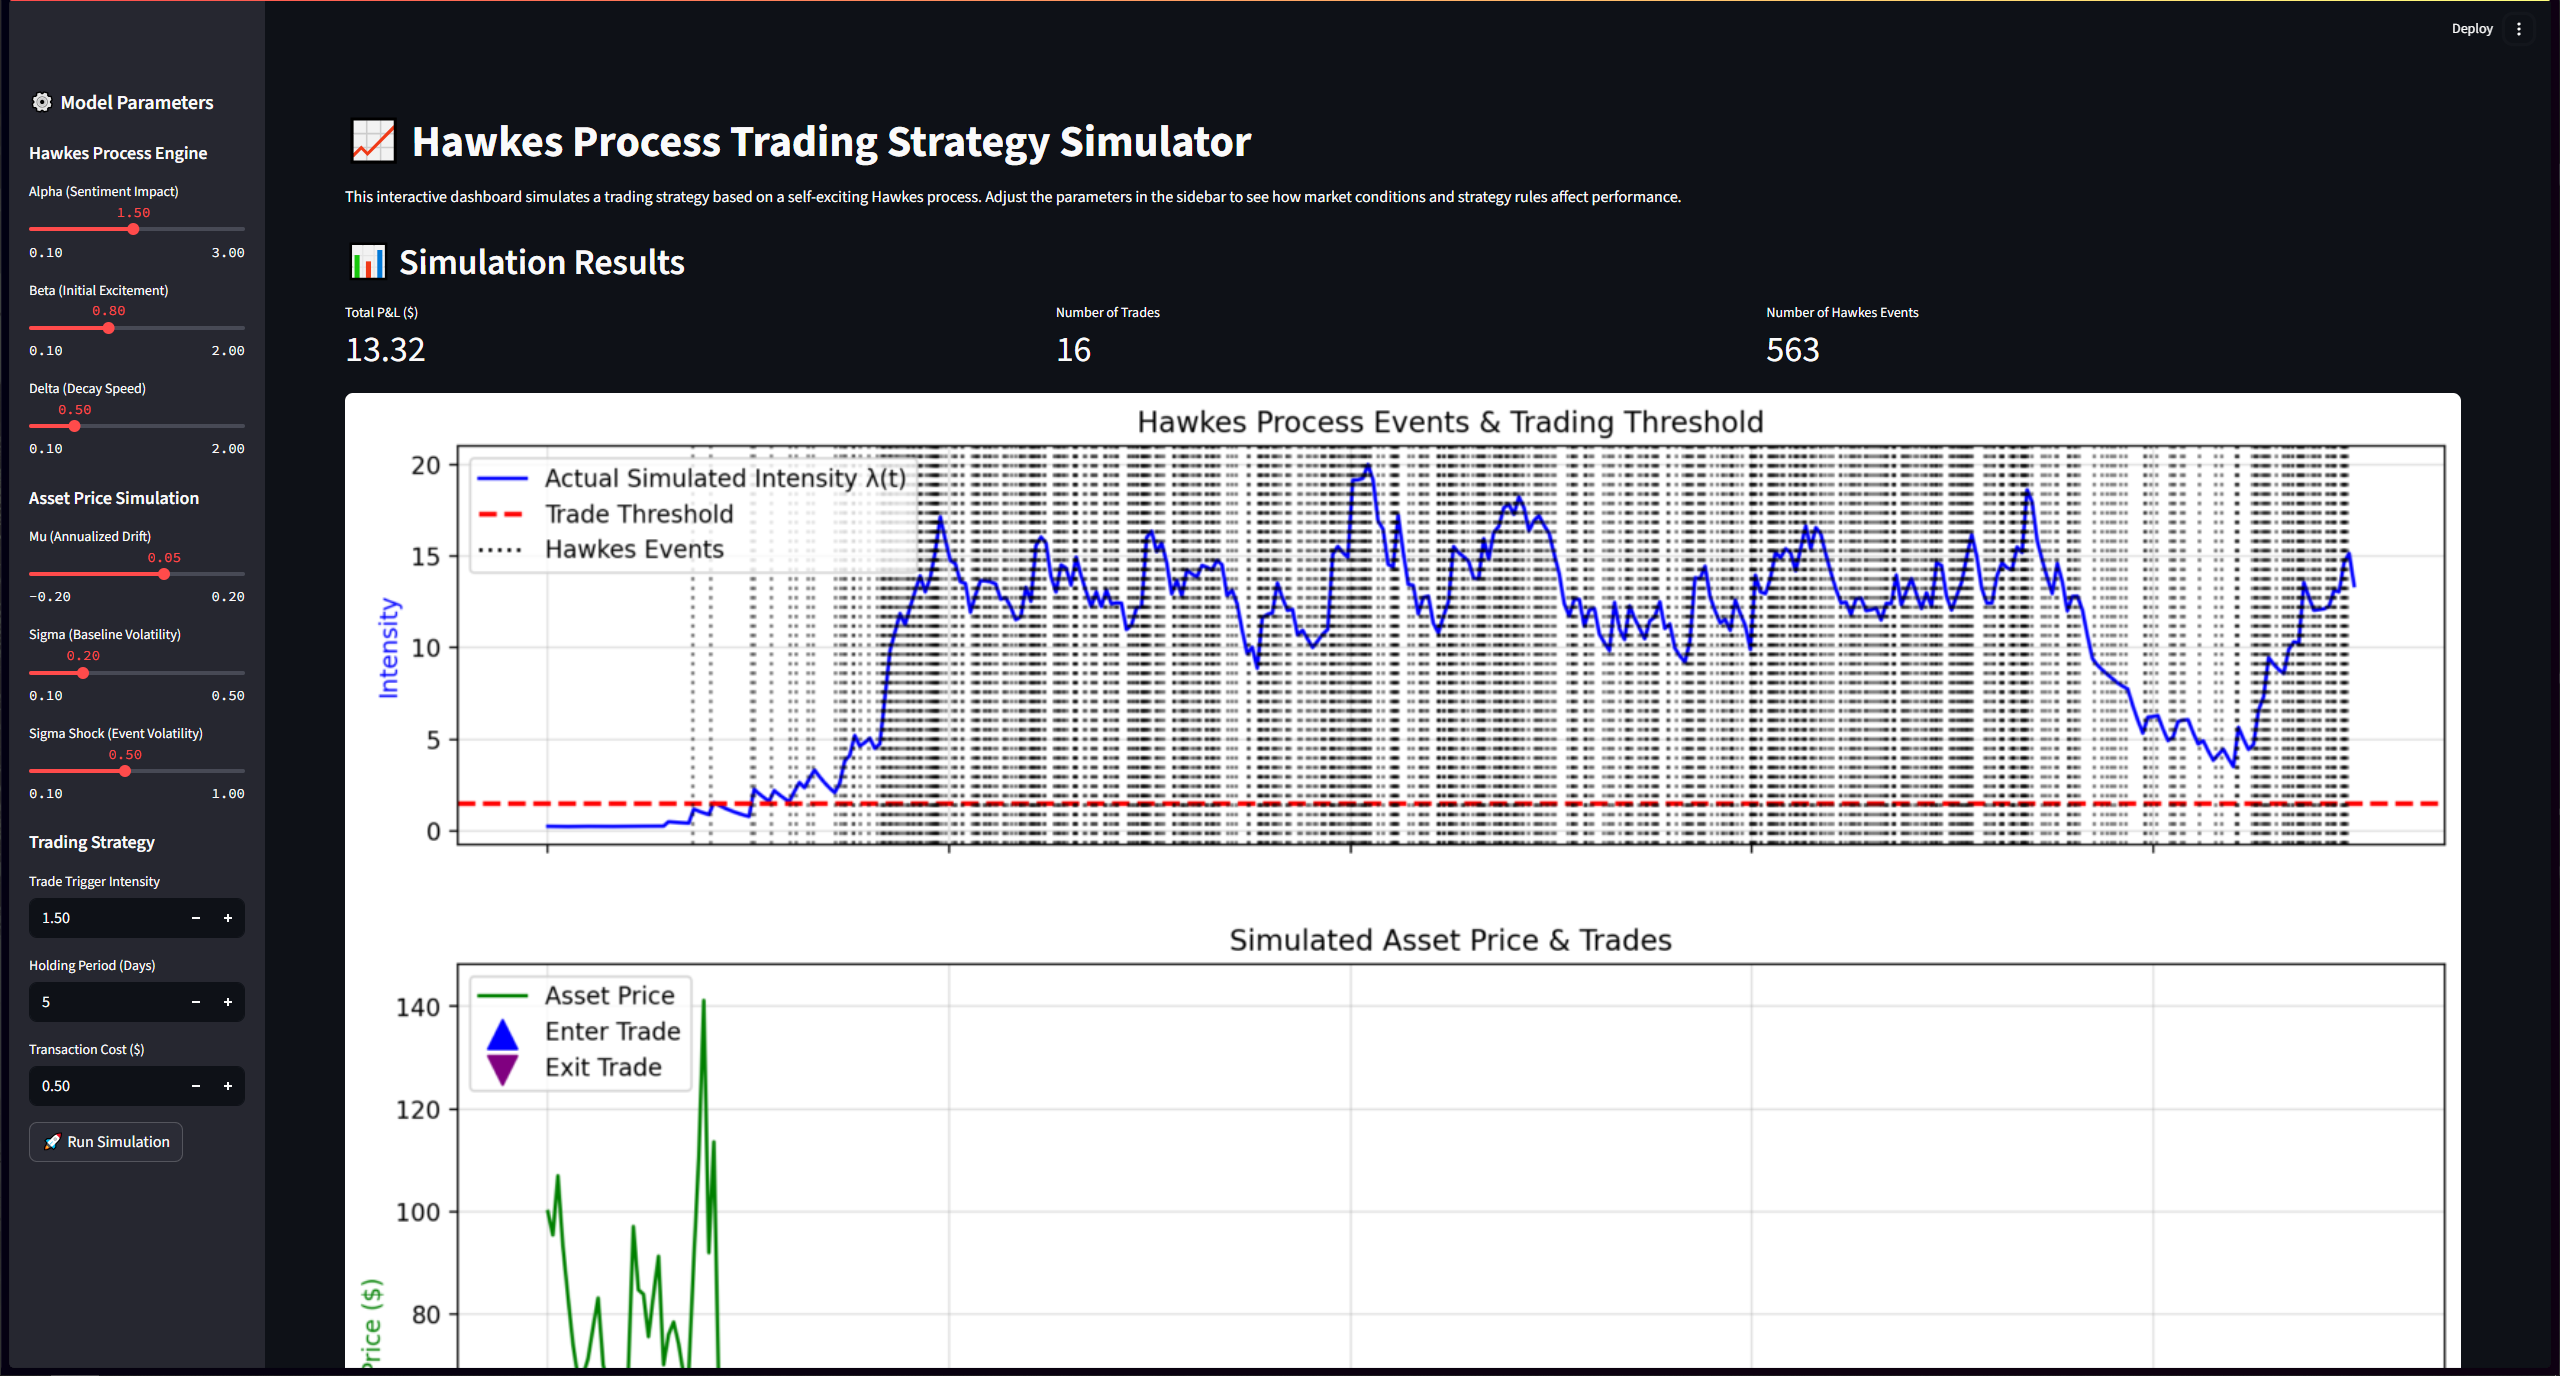 Deploy
Model Parameters
Hawkes Process Engine
Alpha (Sentiment Impact)
1.50
0.10 3.00
Beta (Initial Excitement)
0.80
0.10 2.00
Delta (Decay Speed)
0.50
0.10 2.00
Asset Price Simulation
Mu (Annualized Drift)
0.05
-0.20 0.20
Sigma (Baseline Volatility)
0.20
0.10 0.50
Sigma Shock (Event Volatility)
0.50
0.10 1.00
Trading Strategy
Trade Trigger Intensity
1.50 − +
Holding Period (Days)
5 − +
Transaction Cost ($)
0.50 − +
Run Simulation
Hawkes Process Trading Strategy Simulator
This interactive dashboard simulates a trading strategy based on a self-exciting Hawkes process. Adjust the parameters in the sidebar to see how market conditions and strategy rules affect performance.
Simulation Results
Total P&L ($) Number of Trades Number of Hawkes Events
13.32 16 563
Hawkes Process Events & Trading Threshold
Actual Simulated Intensity λ(t)
Trade Threshold
Hawkes Events
Intensity
20
15
10
5
0
Simulated Asset Price & Trades
Asset Price
Enter Trade
Exit Trade
140
120
100
80
Price ($)